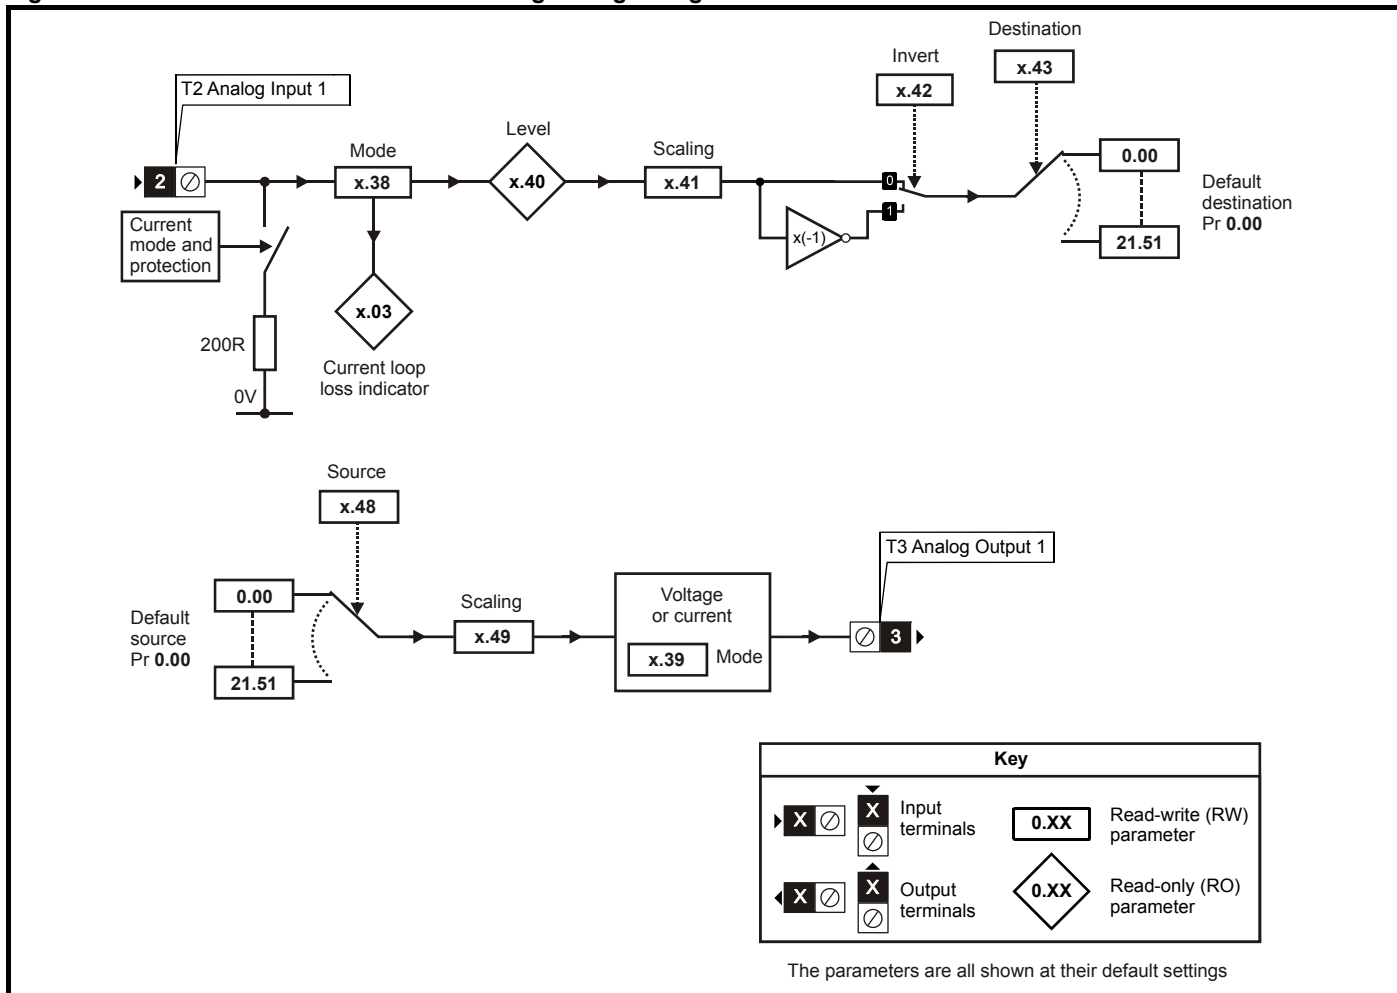 T2 Analog Input 1
2
Current
mode and
protection
200R
0V
Mode
x.38
x.03
Current loop
loss indicator
Level
x.40
Scaling
x.41
x(-1)
0
1
Invert
x.42
Destination
x.43
0.00
21.51
Default
destination
Pr 0.00
Source
x.48
Default
source
Pr 0.00
0.00
21.51
Scaling
x.49
Voltage
or current
x.39 Mode
T3 Analog Output 1
3
Key
X X Input
terminals
0.XX Read-write (RW)
parameter
X X Output
terminals
0.XX Read-only (RO)
parameter
The parameters are all shown at their default settings